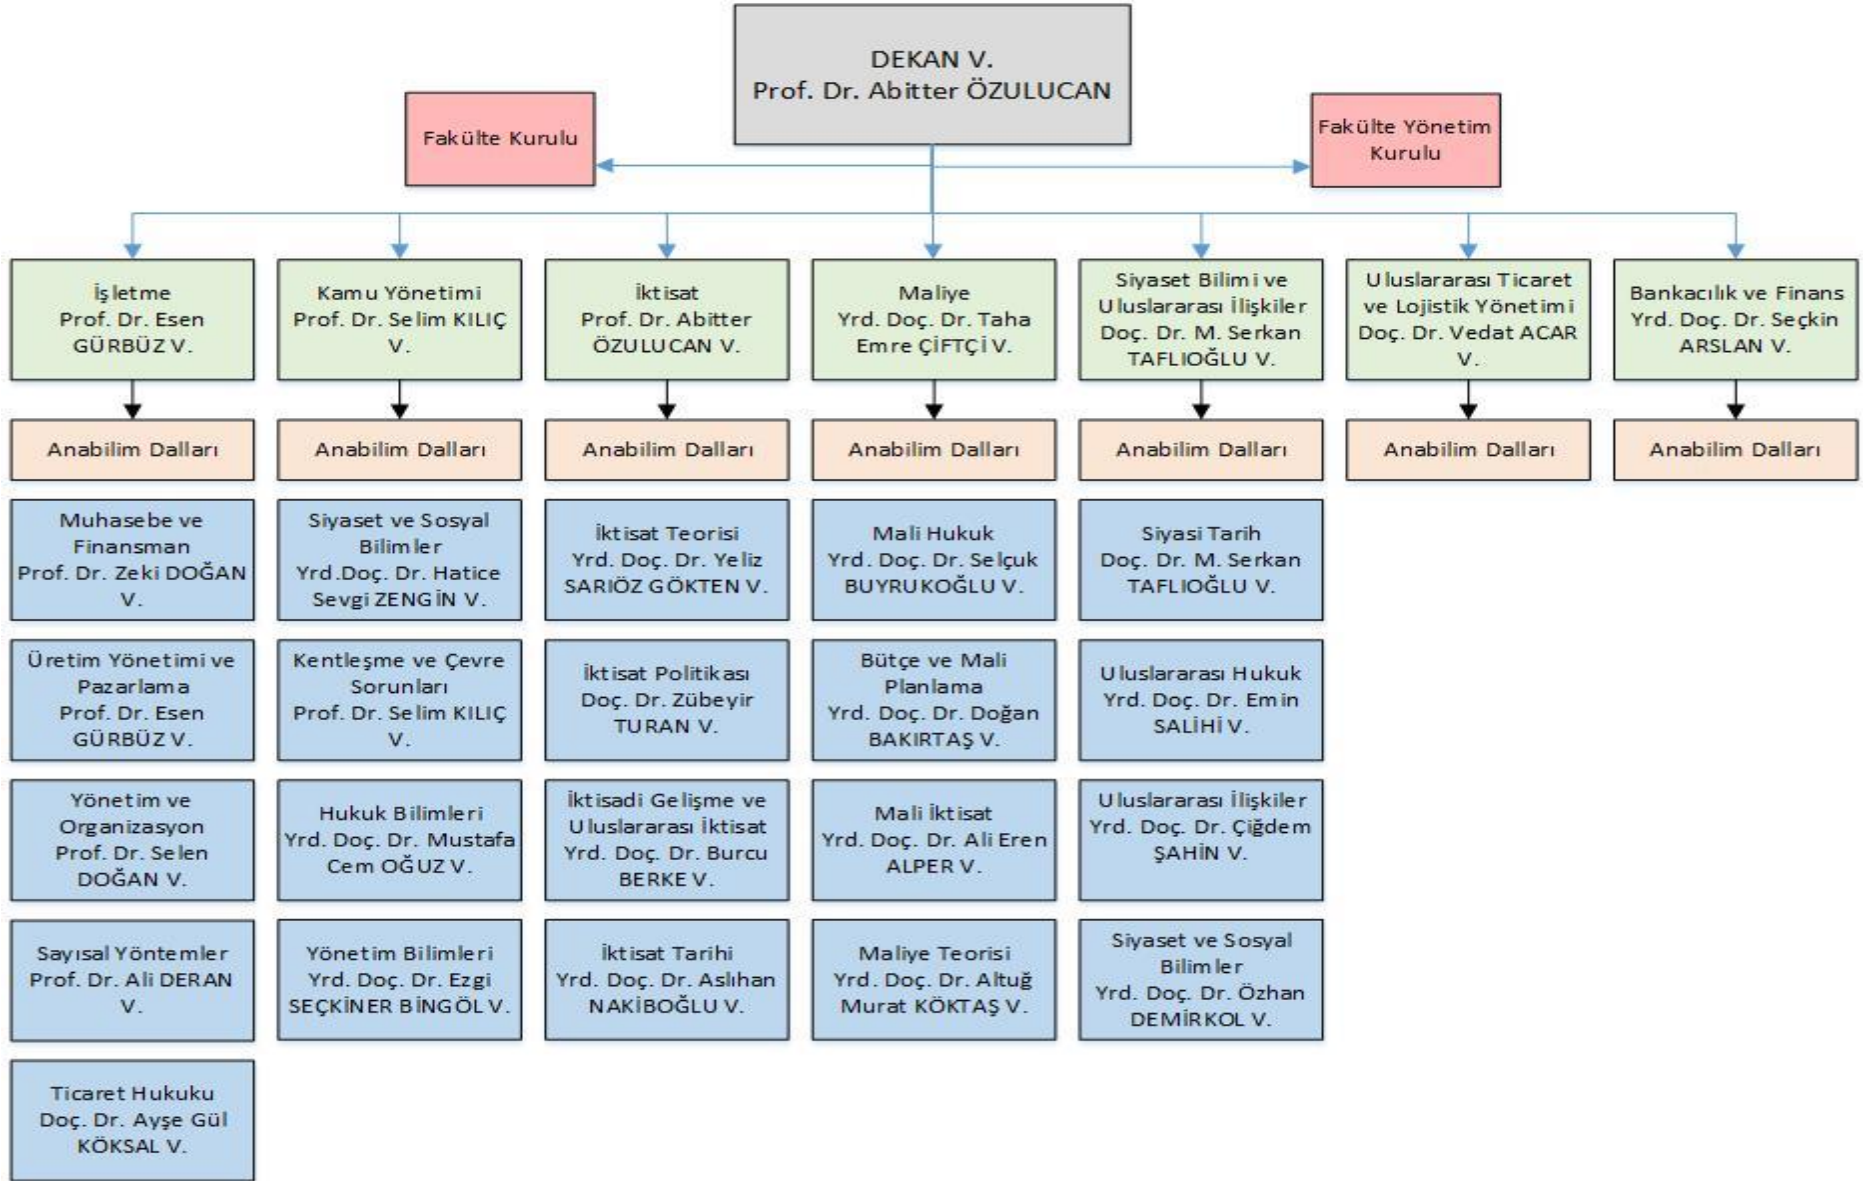 DEKAN V.
Prof. Dr. Abitter ÖZULUCAN
Fakülte Kurulu
Fakülte Yönetim
Kurulu
İşletme
Prof. Dr. Esen
GÜRBÜZ V.
Kamu Yönetimi
Prof. Dr. Selim KILIÇ
V.
İktisat
Prof. Dr. Abitter
ÖZULUCAN V.
Maliye
Yrd. Doç. Dr. Taha
Emre ÇİFTÇİ V.
Siyaset Bilimi ve
Uluslararası İlişkiler
Doç. Dr. M. Serkan
TAFLIOĞLU V.
Uluslararası Ticaret
ve Lojistik Yönetimi
Doç. Dr. Vedat ACAR
V.
Bankacılık ve Finans
Yrd. Doç. Dr. Seçkin
ARSLAN V.
Anabilim Dalları
Anabilim Dalları
Anabilim Dalları
Anabilim Dalları
Anabilim Dalları
Anabilim Dalları
Anabilim Dalları
Muhasebe ve
Finansman
Prof. Dr. Zeki DOĞAN
V.
Siyaset ve Sosyal
Bilimler
Yrd.Doç. Dr. Hatice
Sevgi ZENGİN V.
İktisat Teorisi
Yrd. Doç. Dr. Yeliz
SARIÖZ GÖKTEN V.
Mali Hukuk
Yrd. Doç. Dr. Selçuk
BUYRUKOĞLU V.
Siyasi Tarih
Doç. Dr. M. Serkan
TAFLIOĞLU V.
Üretim Yönetimi ve
Pazarlama
Prof. Dr. Esen
GÜRBÜZ V.
Kentleşme ve Çevre
Sorunları
Prof. Dr. Selim KILIÇ
V.
İktisat Politikası
Doç. Dr. Zübeyir
TURAN V.
Bütçe ve Mali
Planlama
Yrd. Doç. Dr. Doğan
BAKIRTAŞ V.
Uluslararası Hukuk
Yrd. Doç. Dr. Emin
SALİHİ V.
Yönetim ve
Organizasyon
Prof. Dr. Selen
DOĞAN V.
Hukuk Bilimleri
Yrd. Doç. Dr. Mustafa
Cem OĞUZ V.
İktisadi Gelişme ve
Uluslararası İktisat
Yrd. Doç. Dr. Burcu
BERKE V.
Mali İktisat
Yrd. Doç. Dr. Ali Eren
ALPER V.
Uluslararası İlişkiler
Yrd. Doç. Dr. Çiğdem
ŞAHİN V.
Sayısal Yöntemler
Prof. Dr. Ali DERAN
V.
Yönetim Bilimleri
Yrd. Doç. Dr. Ezgi
SEÇKİNER BİNGÖL V.
İktisat Tarihi
Yrd. Doç. Dr. Aslıhan
NAKİBOĞLU V.
Maliye Teorisi
Yrd. Doç. Dr. Altuğ
Murat KÖKTAŞ V.
Siyaset ve Sosyal
Bilimler
Yrd. Doç. Dr. Özhan
DEMİRKOL V.
Ticaret Hukuku
Doç. Dr. Ayşe Gül
KÖKSAL V.